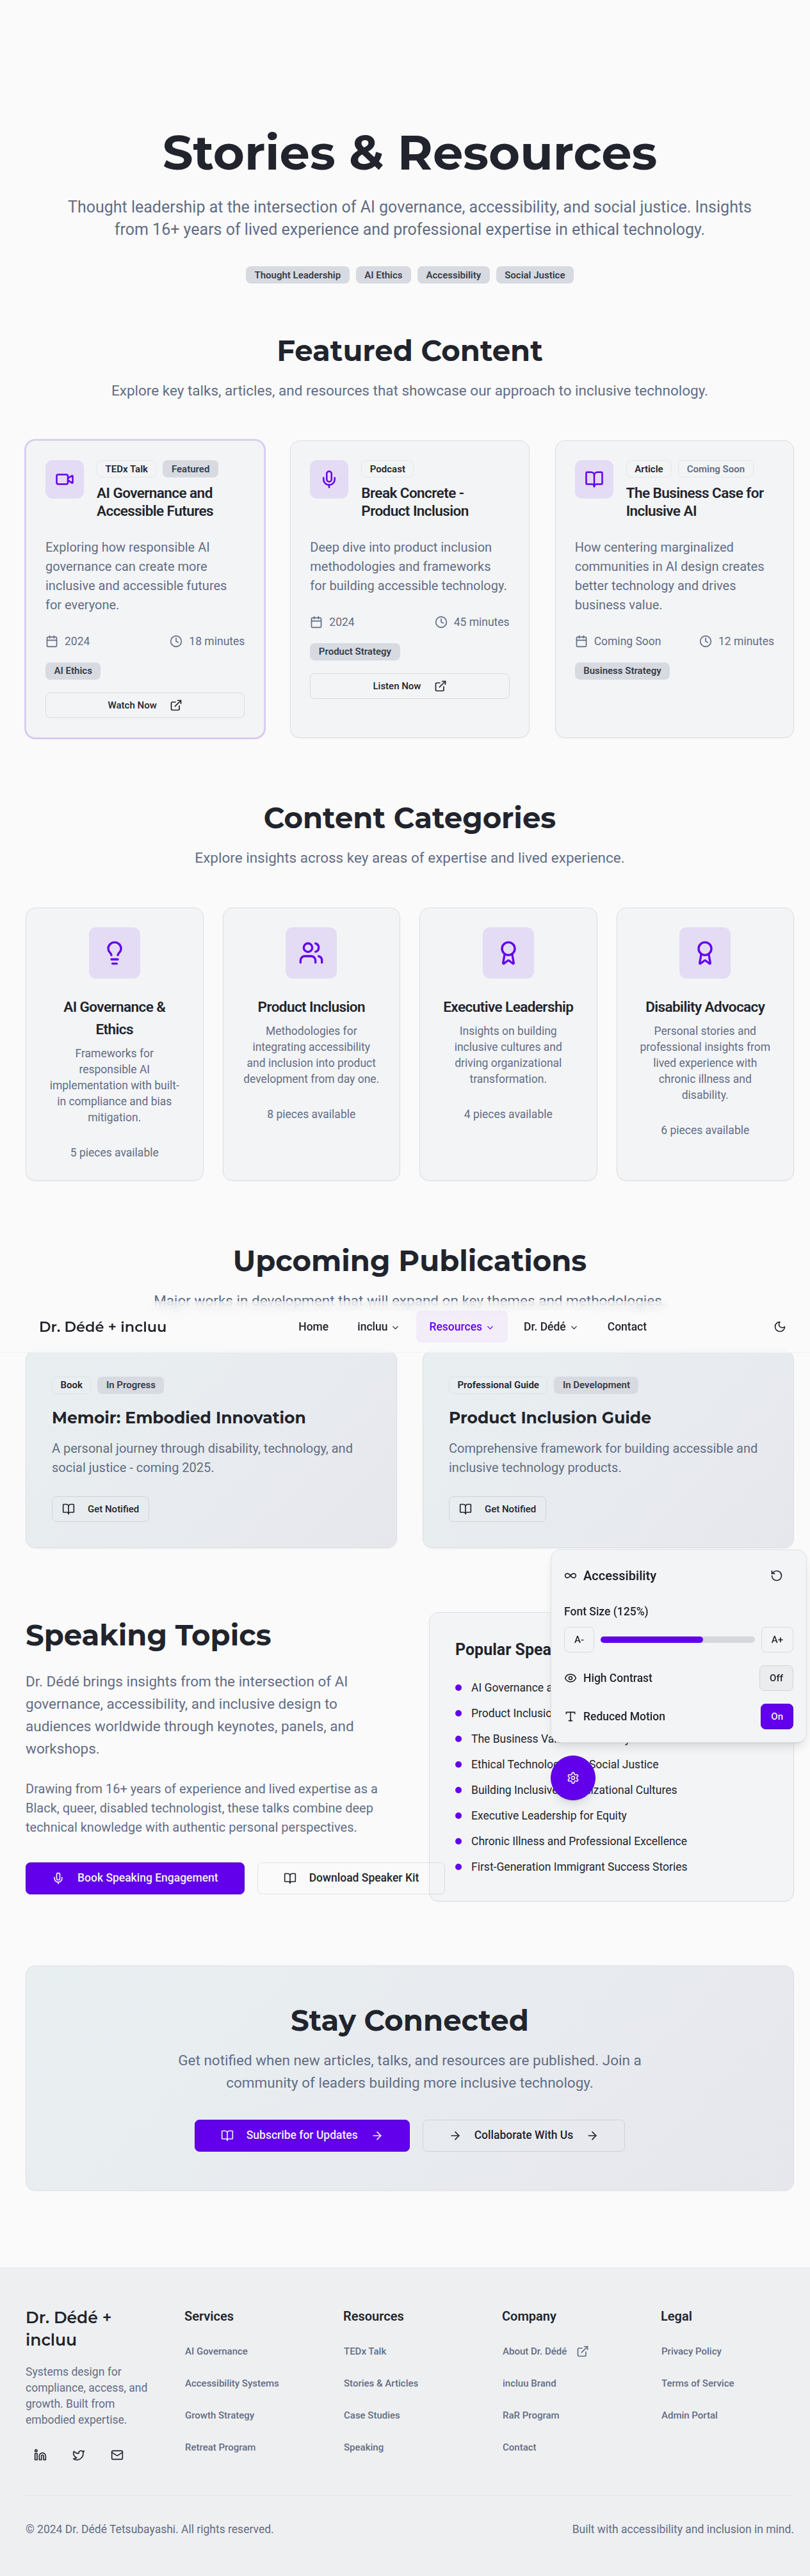 Stories & Resources
Thought leadership at the intersection of AI governance, accessibility, and social justice. Insights
from 16+ years of lived experience and professional expertise in ethical technology.
Thought Leadership
AI Ethics
Accessibility
Social Justice
Featured Content
Explore key talks, articles, and resources that showcase our approach to inclusive technology.
TEDx Talk
Featured
AI Governance and
Accessible Futures
Exploring how responsible AI
governance can create more
inclusive and accessible futures
for everyone.
2024
18 minutes
AI Ethics
Watch Now
Podcast
Break Concrete -
Product Inclusion
Deep dive into product inclusion
methodologies and frameworks
for building accessible technology.
2024
45 minutes
Product Strategy
Listen Now
Article
Coming Soon
The Business Case for
Inclusive AI
How centering marginalized
communities in AI design creates
better technology and drives
business value.
Coming Soon
12 minutes
Business Strategy
Content Categories
Explore insights across key areas of expertise and lived experience.
AI Governance &
Ethics
Frameworks for
responsible AI
implementation with built-
in compliance and bias
mitigation.
5 pieces available
Product Inclusion
Methodologies for
integrating accessibility
and inclusion into product
development from day one.
8 pieces available
Executive Leadership
Insights on building
inclusive cultures and
driving organizational
transformation.
4 pieces available
Disability Advocacy
Personal stories and
professional insights from
lived experience with
chronic illness and
disability.
6 pieces available
Upcoming Publications
Major works in development that will expand on key themes and methodologies.
Dr. Dédé + incluu
Home
incluu
Resources
Dr. Dédé
Contact
Book
In Progress
Memoir: Embodied Innovation
A personal journey through disability, technology, and
social justice - coming 2025.
Get Notified
Professional Guide
In Development
Product Inclusion Guide
Comprehensive framework for building accessible and
inclusive technology products.
Get Notified
Accessibility
Font Size (125%)
A-
A+
High Contrast
Off
Reduced Motion
On
Speaking Topics
Dr. Dédé brings insights from the intersection of AI
governance, accessibility, and inclusive design to
audiences worldwide through keynotes, panels, and
workshops.
Drawing from 16+ years of experience and lived expertise as a
Black, queer, disabled technologist, these talks combine deep
technical knowledge with authentic personal perspectives.
Book Speaking Engagement
Download Speaker Kit
Popular Spea
AI Governance a
Product Inclusio
The Business Va
Ethical Technolo Social Justice
Building Inclusive izational Cultures
Executive Leadership for Equity
Chronic Illness and Professional Excellence
First-Generation Immigrant Success Stories
Stay Connected
Get notified when new articles, talks, and resources are published. Join a
community of leaders building more inclusive technology.
Subscribe for Updates
Collaborate With Us
Dr. Dédé +
incluu
Systems design for
compliance, access, and
growth. Built from
embodied expertise.
Services
AI Governance
Accessibility Systems
Growth Strategy
Retreat Program
Resources
TEDx Talk
Stories & Articles
Case Studies
Speaking
Company
About Dr. Dédé
incluu Brand
RaR Program
Contact
Legal
Privacy Policy
Terms of Service
Admin Portal
© 2024 Dr. Dédé Tetsubayashi. All rights reserved.
Built with accessibility and inclusion in mind.